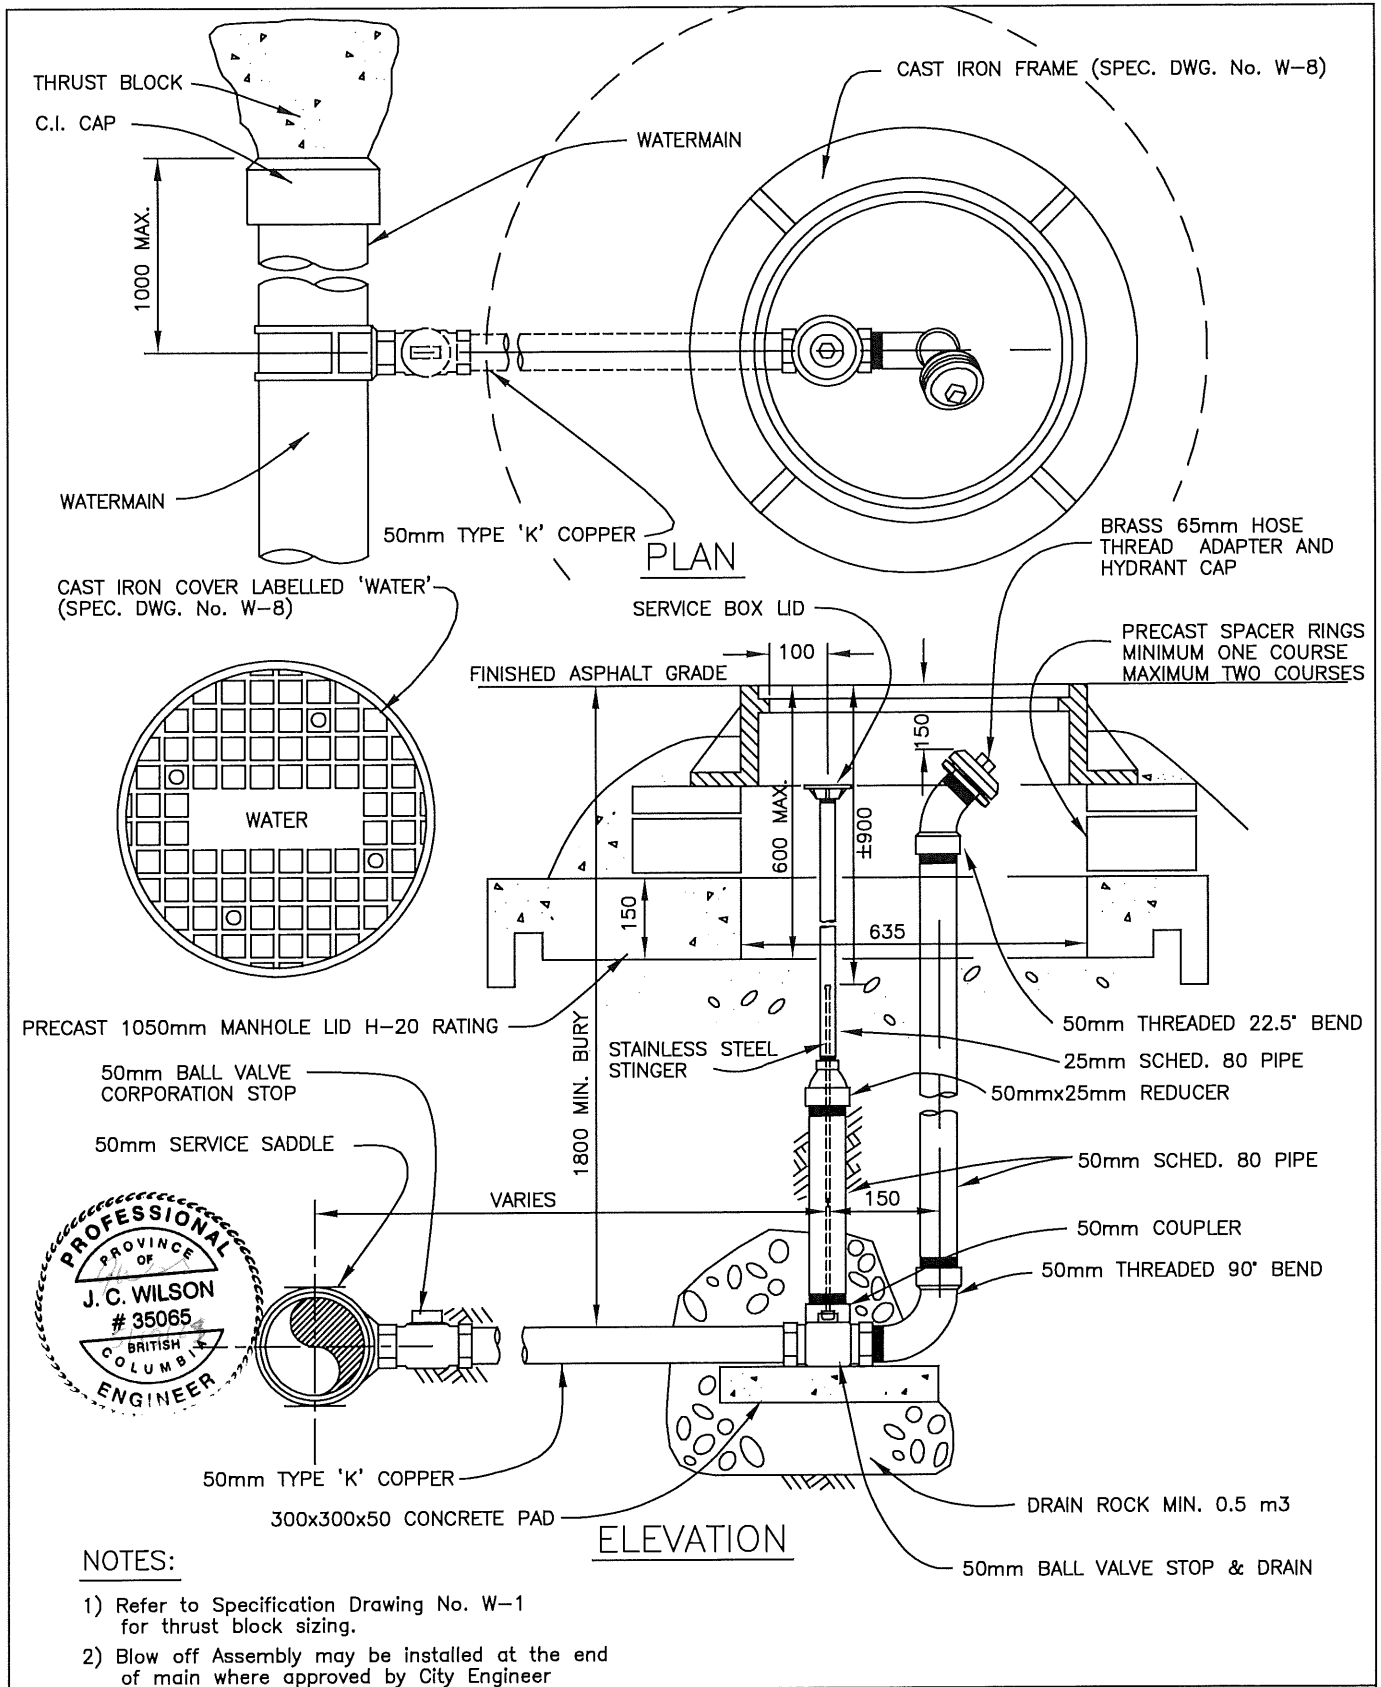 THRUST BLOCK
C.I. CAP
WATERMAIN
CAST IRON FRAME (SPEC. DWG. No. W-8)
1000 MAX.
WATERMAIN
50mm TYPE 'K' COPPER
PLAN
BRASS 65mm HOSE
THREAD ADAPTER AND
HYDRANT CAP
CAST IRON COVER LABELLED 'WATER'
(SPEC. DWG. No. W-8)
SERVICE BOX LID
PRECAST SPACER RINGS
MINIMUM ONE COURSE
MAXIMUM TWO COURSES
100
FINISHED ASPHALT GRADE
150
WATER
600 MAX.
±900
150
635
PRECAST 1050mm MANHOLE LID H-20 RATING
1800 MIN. BURY
STAINLESS STEEL
STINGER
50mm THREADED 22.5° BEND
25mm SCHED. 80 PIPE
50mmx25mm REDUCER
50mm BALL VALVE
CORPORATION STOP
50mm SERVICE SADDLE
50mm SCHED. 80 PIPE
VARIES
150
50mm COUPLER
50mm THREADED 90° BEND
PROFESSIONAL
PROVINCE
OF
J. C. WILSON
# 35065
BRITISH
COLUMBIA
ENGINEER
50mm TYPE 'K' COPPER
300x300x50 CONCRETE PAD
DRAIN ROCK MIN. 0.5 m3
ELEVATION
50mm BALL VALVE STOP & DRAIN
NOTES:
1) Refer to Specification Drawing No. W-1
for thrust block sizing.
2) Blow off Assembly may be installed at the end
of main where approved by City Engineer